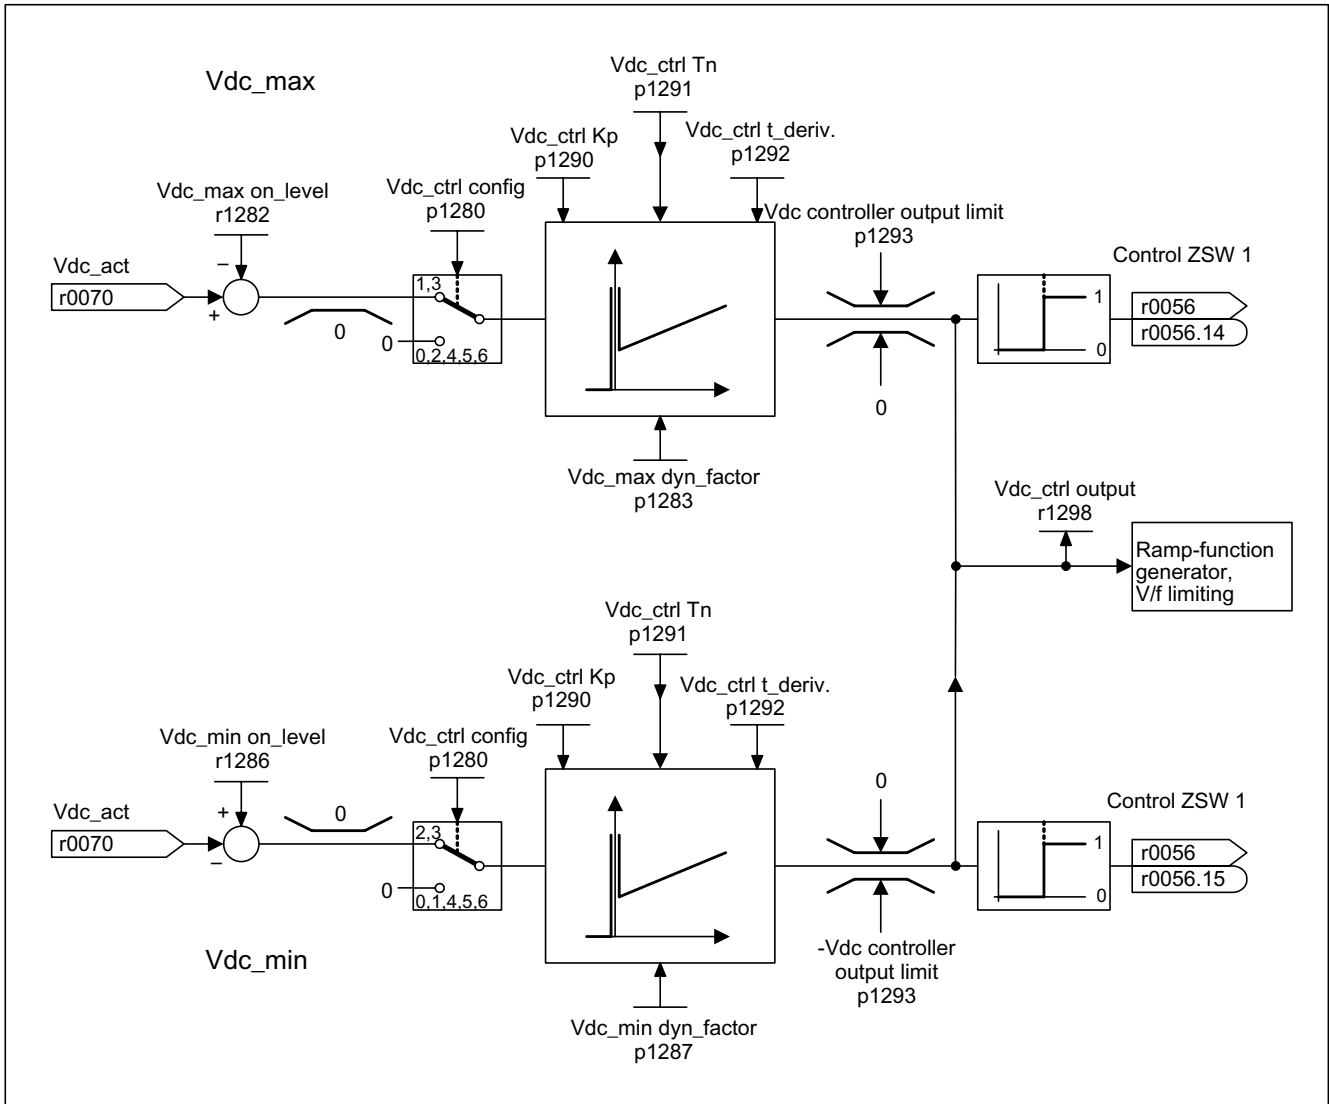 Vdc_max
Vdc_ctrl Tn
p1291
Vdc_ctrl Kp
p1290
Vdc_ctrl t_deriv.
p1292
Vdc_max on_level
r1282
Vdc_ctrl config
p1280
Vdc controller output limit
p1293
Control ZSW 1
Vdc_act
r0070
–
+
0
1,3
0
0,2,4,5,6
0
1
0
r0056
r0056.14
Vdc_max dyn_factor
p1283
Vdc_ctrl output
r1298
Ramp-function
generator,
V/f limiting
Vdc_ctrl Tn
p1291
Vdc_ctrl Kp
p1290
Vdc_ctrl t_deriv.
p1292
Vdc_min on_level
r1286
Vdc_ctrl config
p1280
0
Control ZSW 1
Vdc_act
r0070
+
–
0
2,3
0
0,1,4,5,6
1
0
r0056
r0056.15
-Vdc controller
output limit
p1293
Vdc_min
Vdc_min dyn_factor
p1287